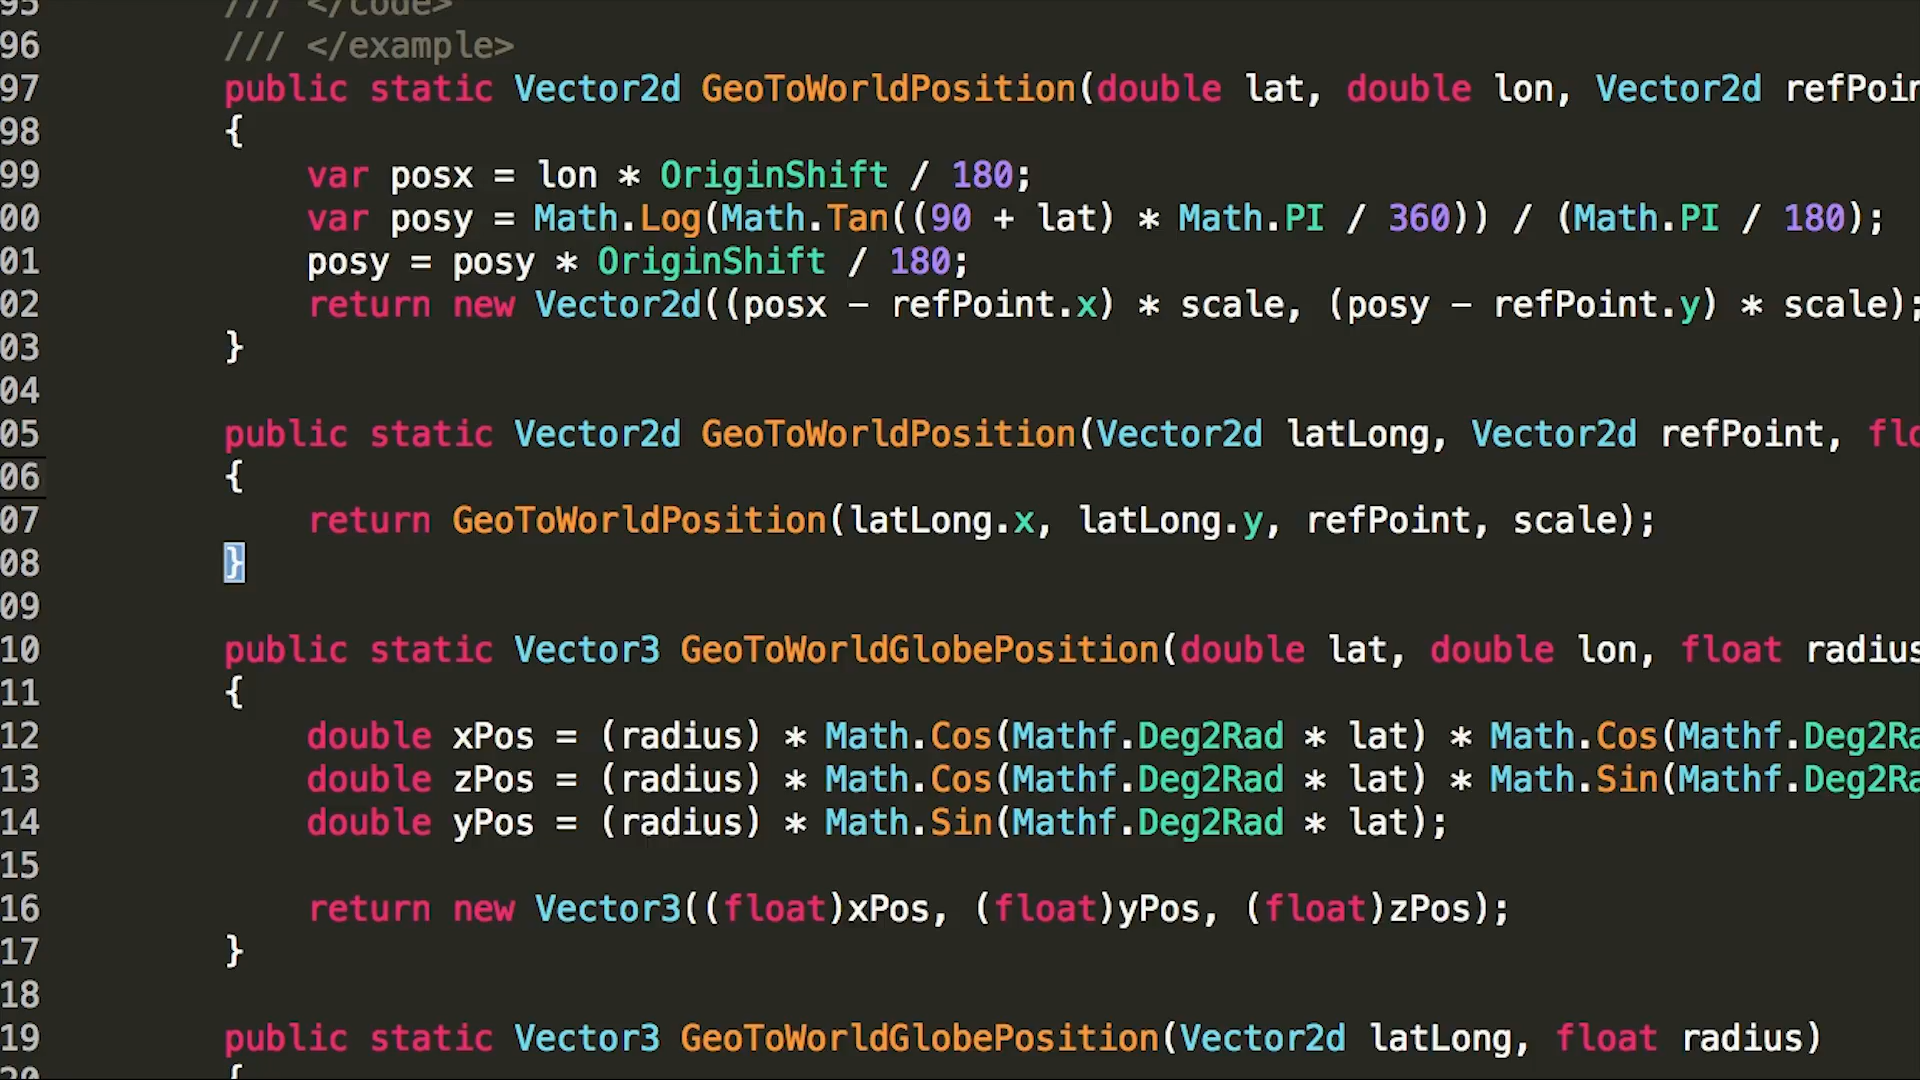 95 /// </code>
96 /// </example>
97 public static Vector2d GeoToWorldPosition(double lat, double lon, Vector2d refPoin
98 {
99 var posx = lon * OriginShift / 180;
00 var posy = Math.Log(Math.Tan((90 + lat) * Math.PI / 360)) / (Math.PI / 180);
01 posy = posy * OriginShift / 180;
02 return new Vector2d((posx - refPoint.x) * scale, (posy - refPoint.y) * scale);
03 }
04
05 public static Vector2d GeoToWorldPosition(Vector2d latLong, Vector2d refPoint, flo
06 {
07 return GeoToWorldPosition(latLong.x, latLong.y, refPoint, scale);
08 }
09
10 public static Vector3 GeoToWorldGlobePosition(double lat, double lon, float radius
11 {
12 double xPos = (radius) * Math.Cos(Mathf.Deg2Rad * lat) * Math.Cos(Mathf.Deg2Ra
13 double zPos = (radius) * Math.Cos(Mathf.Deg2Rad * lat) * Math.Sin(Mathf.Deg2Ra
14 double yPos = (radius) * Math.Sin(Mathf.Deg2Rad * lat);
15
16 return new Vector3((float)xPos, (float)yPos, (float)zPos);
17 }
18
19 public static Vector3 GeoToWorldGlobePosition(Vector2d latLong, float radius)
20 {